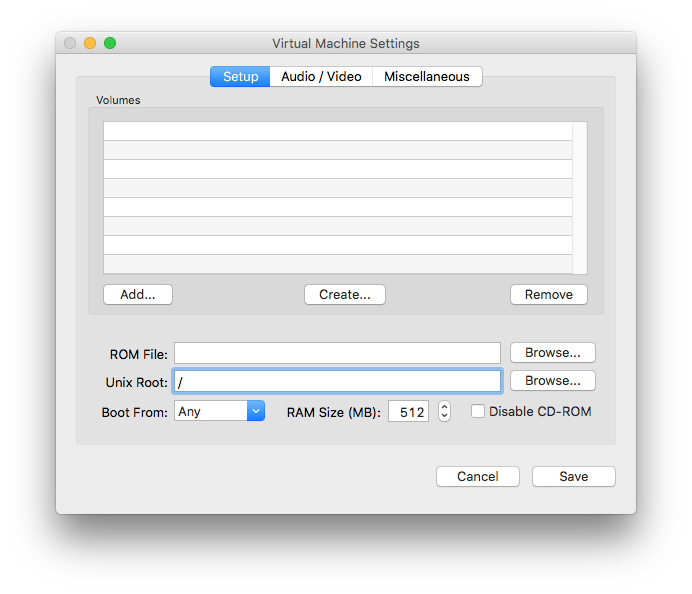 Virtual Machine Settings
Setup Audio / Video Miscellaneous
Volumes
Add... Create... Remove
ROM File: Browse...
Unix Root: / Browse...
Boot From: Any RAM Size (MB): 512 Disable CD-ROM
Cancel Save